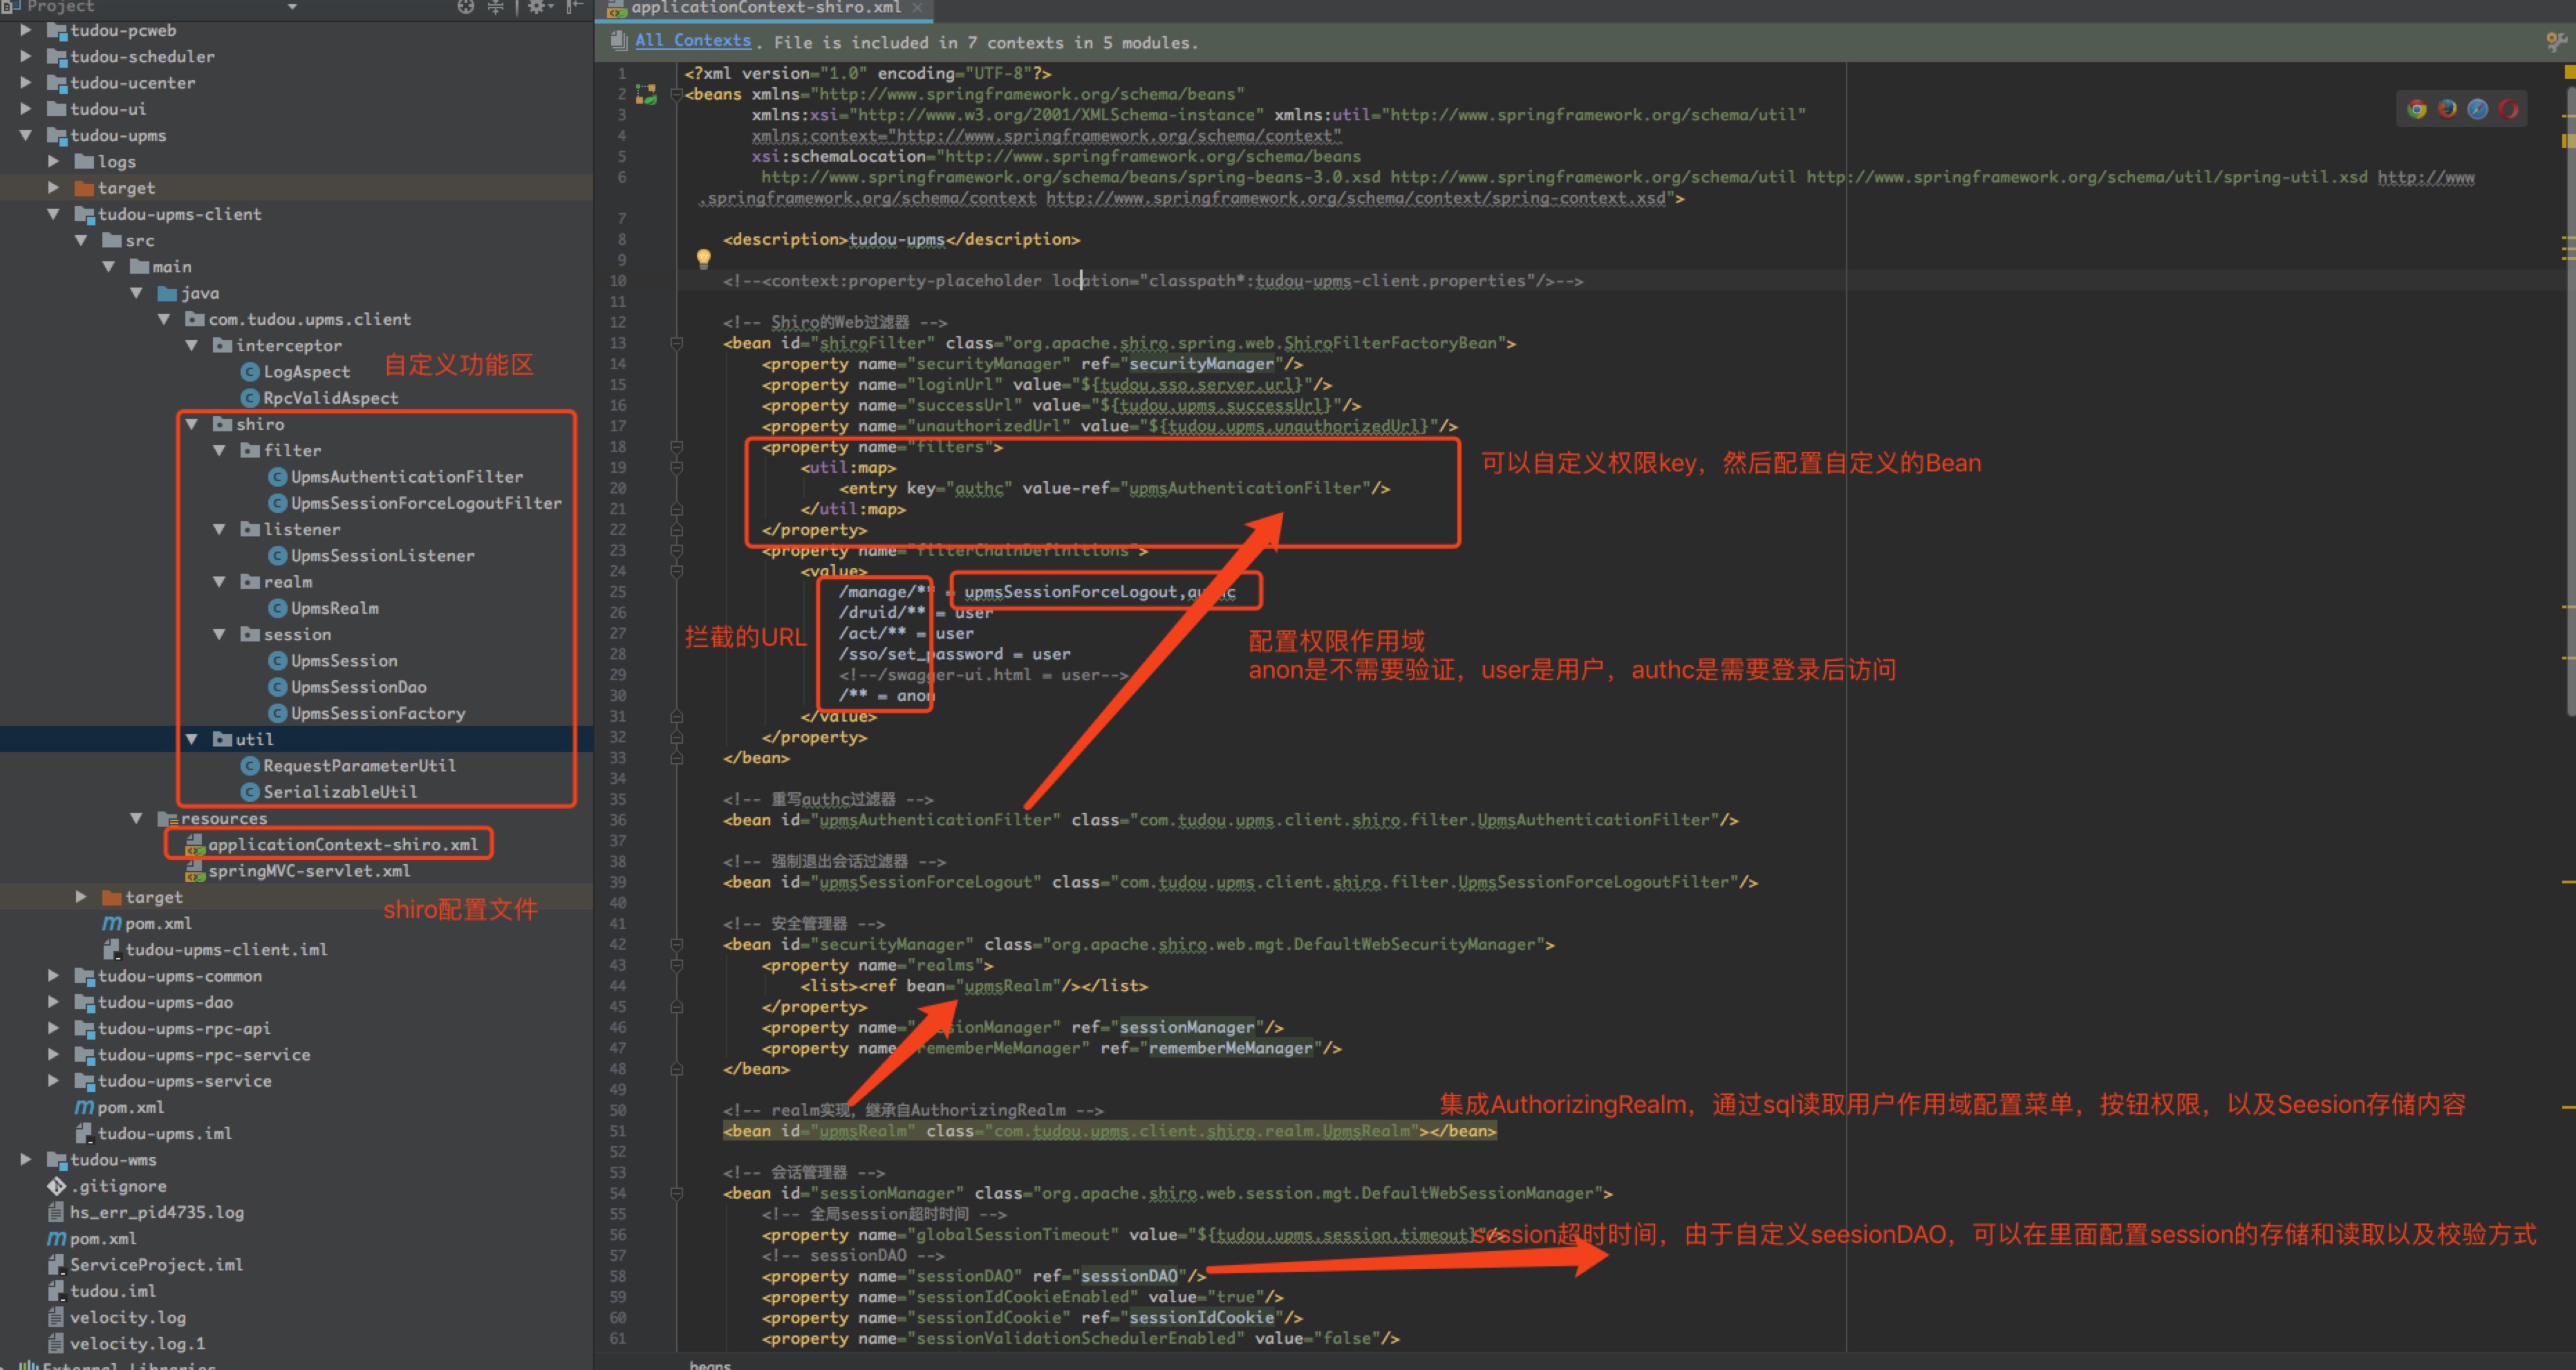 Project
tudou-pcweb
tudou-scheduler
tudou-ucenter
tudou-ui
tudou-upms
logs
target
tudou-upms-client
src
main
java
com.tudou.upms.client
interceptor
自定义功能区
LogAspect
RpcValidAspect
shiro
filter
UpmsAuthenticationFilter
UpmsSessionForceLogoutFilter
listener
UpmsSessionListener
realm
UpmsRealm
session
UpmsSession
UpmsSessionDao
UpmsSessionFactory
util
RequestParameterUtil
SerializableUtil
resources
applicationContext-shiro.xml
springMVC-servlet.xml
target
shiro配置文件
pom.xml
tudou-upms-client.iml
tudou-upms-common
tudou-upms-dao
tudou-upms-rpc-api
tudou-upms-rpc-service
tudou-upms-service
pom.xml
tudou-upms.iml
tudou-wms
.gitignore
hs_err_pid4735.log
pom.xml
ServiceProject.iml
tudou.iml
velocity.log
velocity.log.1
External Libraries
applicationContext-shiro.xml
All Contexts. File is included in 7 contexts in 5 modules.
1 <?xml version="1.0" encoding="UTF-8"?>
2 <beans xmlns="http://www.springframework.org/schema/beans"
3 xmlns:xsi="http://www.w3.org/2001/XMLSchema-instance" xmlns:util="http://www.springframework.org/schema/util"
4 xmlns:context="http://www.springframework.org/schema/context"
5 xsi:schemaLocation="http://www.springframework.org/schema/beans
6 http://www.springframework.org/schema/beans/spring-beans-3.0.xsd http://www.springframework.org/schema/util http://www.springframework.org/schema/util/spring-util.xsd http://www
.springframework.org/schema/context http://www.springframework.org/schema/context/spring-context.xsd">
7
8 <description>tudou-upms</description>
9
10 <!--<context:property-placeholder location="classpath*:tudou-upms-client.properties"/>-->
11
12 <!-- Shiro的Web过滤器 -->
13 <bean id="shiroFilter" class="org.apache.shiro.spring.web.ShiroFilterFactoryBean">
14 <property name="securityManager" ref="securityManager"/>
15 <property name="loginUrl" value="${tudou.sso.server.url}"/>
16 <property name="successUrl" value="${tudou.upms.successUrl}"/>
17 <property name="unauthorizedUrl" value="${tudou.upms.unauthorizedUrl}"/>
18 <property name="filters">
可以自定义权限key，然后配置自定义的Bean
19 <util:map>
20 <entry key="authc" value-ref="upmsAuthenticationFilter"/>
21 </util:map>
22 </property>
23 <property name="filterChainDefinitions">
24 <value>
25 /manage/** = upmsSessionForceLogout,authc
26 /druid/** = user
27 /act/** = user
拦截的URL
配置权限作用域
28 /sso/set_password = user
anon是不需要验证，user是用户，authc是需要登录后访问
29 <!--/swagger-ui.html = user-->
30 /** = anon
31 </value>
32 </property>
33 </bean>
34
35 <!-- 重写authc过滤器 -->
36 <bean id="upmsAuthenticationFilter" class="com.tudou.upms.client.shiro.filter.UpmsAuthenticationFilter"/>
37
38 <!-- 强制退出会话过滤器 -->
39 <bean id="upmsSessionForceLogout" class="com.tudou.upms.client.shiro.filter.UpmsSessionForceLogoutFilter"/>
40
41 <!-- 安全管理器 -->
42 <bean id="securityManager" class="org.apache.shiro.web.mgt.DefaultWebSecurityManager">
43 <property name="realms">
44 <list><ref bean="upmsRealm"/></list>
45 </property>
46 <property name="sessionManager" ref="sessionManager"/>
47 <property name="rememberMeManager" ref="rememberMeManager"/>
48 </bean>
49
50 <!-- realm实现，继承自AuthorizingRealm -->
集成AuthorizingRealm，通过sql读取用户作用域配置菜单，按钮权限，以及Seesion存储内容
51 <bean id="upmsRealm" class="com.tudou.upms.client.shiro.realm.UpmsRealm"></bean>
52
53 <!-- 会话管理器 -->
54 <bean id="sessionManager" class="org.apache.shiro.web.session.mgt.DefaultWebSessionManager">
55 <!-- 全局session超时时间 -->
56 <property name="globalSessionTimeout" value="${tudou.upms.session.timeout}"/>
session超时时间，由于自定义seesionDAO，可以在里面配置session的存储和读取以及校验方式
57 <!-- sessionDAO -->
58 <property name="sessionDAO" ref="sessionDAO"/>
59 <property name="sessionIdCookieEnabled" value="true"/>
60 <property name="sessionIdCookie" ref="sessionIdCookie"/>
61 <property name="sessionValidationSchedulerEnabled" value="false"/>
beans